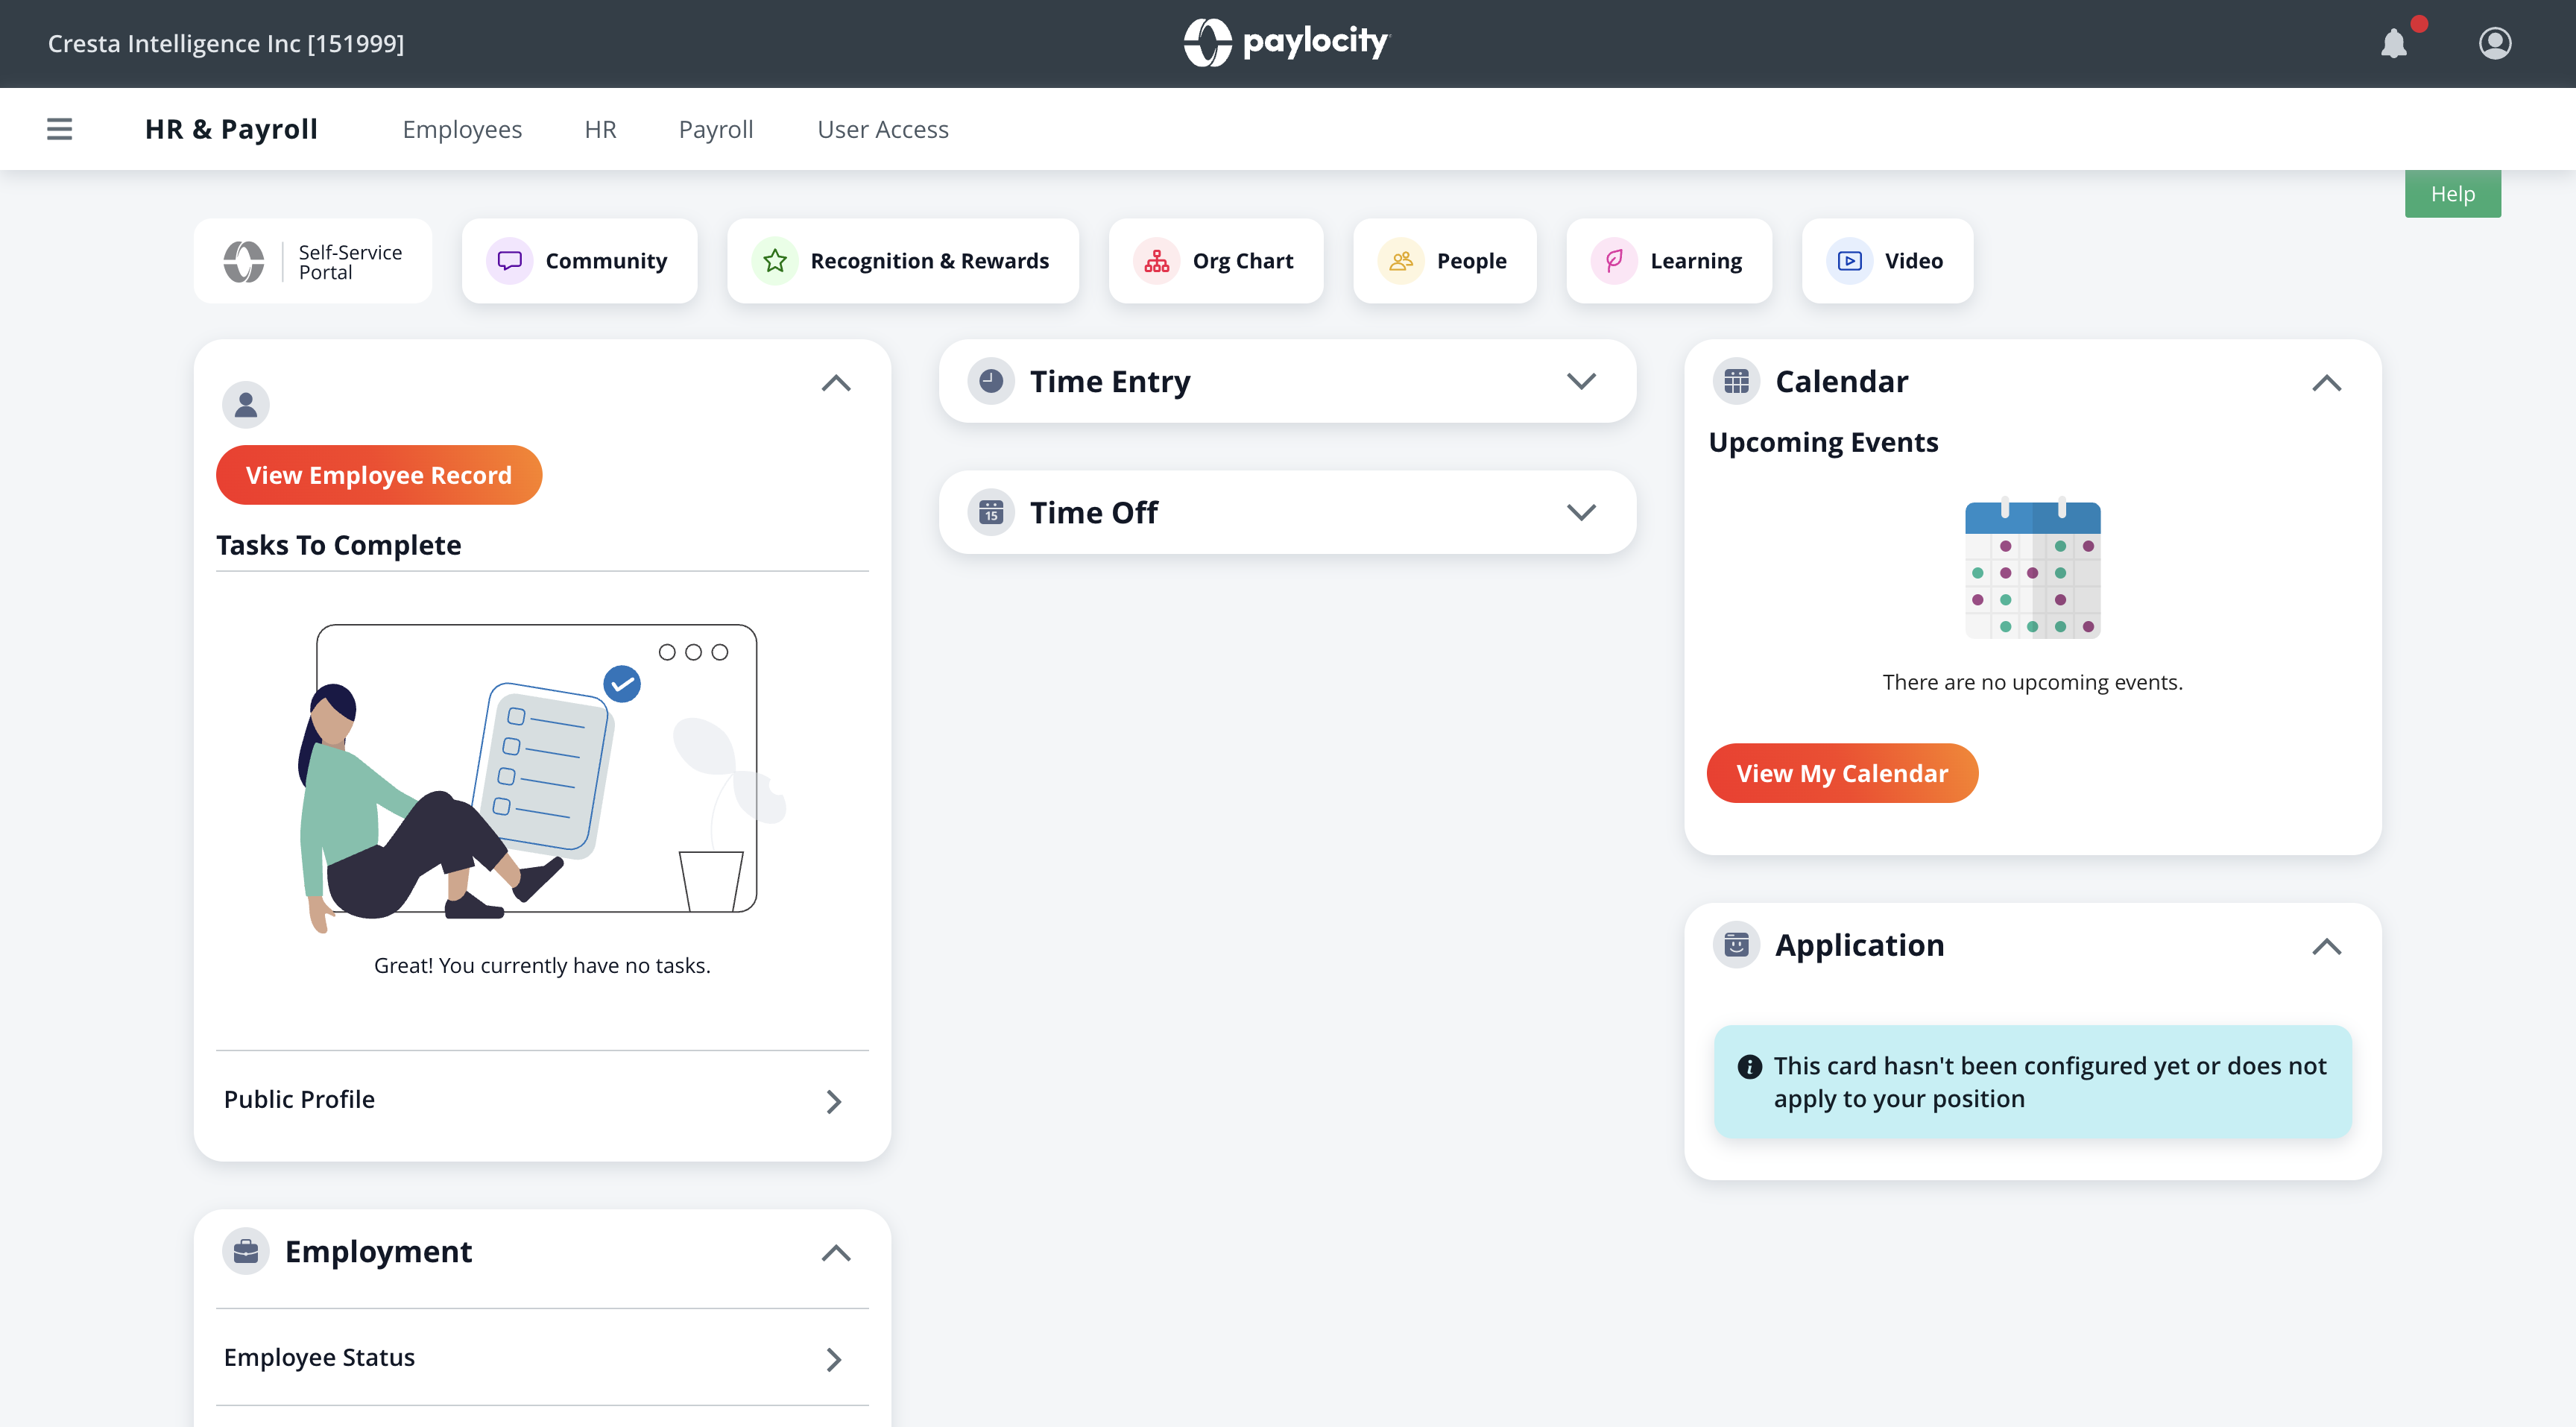 Cresta Intelligence Inc [151999]
paylocity
HR & Payroll
Employees
HR
Payroll
User Access
Help
Self-Service
Portal
Community
Recognition & Rewards
Org Chart
People
Learning
Video
View Employee Record
Tasks To Complete
Great! You currently have no tasks.
Public Profile
Employment
Employee Status
Time Entry
15
Time Off
Calendar
Upcoming Events
There are no upcoming events.
View My Calendar
Application
This card hasn't been configured yet or does not
apply to your position